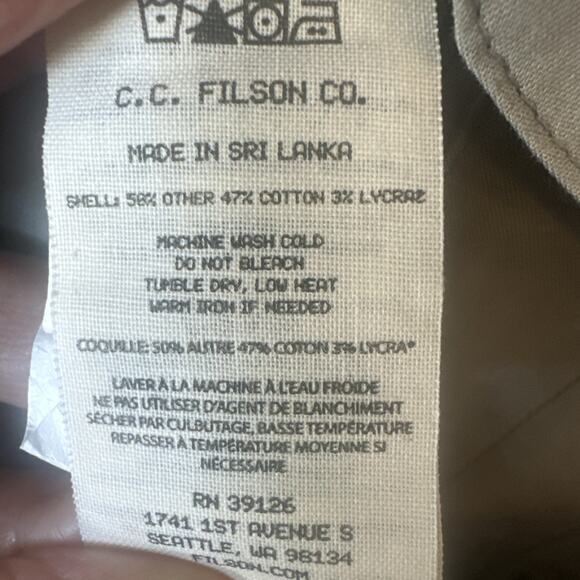 C.C. FILSON CO.
MADE IN SRI LANKA
SHELL: 50% OTHER 47% COTTON 3% LYCRA®
MACHINE WASH COLD
DO NOT BLEACH
TUMBLE DRY, LOW HEAT
WARM IRON IF NEEDED
COQUILLE: 50% AUTRE 47% COTON 3% LYCRA®
LAVER À LA MACHINE À L'EAU FROIDE
NE PAS UTILISER D'AGENT DE BLANCHIMENT
SÉCHER PAR CULBUTAGE, BASSE TEMPÉRATURE
REPASSER À TEMPÉRATURE MOYENNE SI
NÉCESSAIRE
RN 39126
1741 1ST AVENUE S
SEATTLE, WA 98134
FILSON.COM